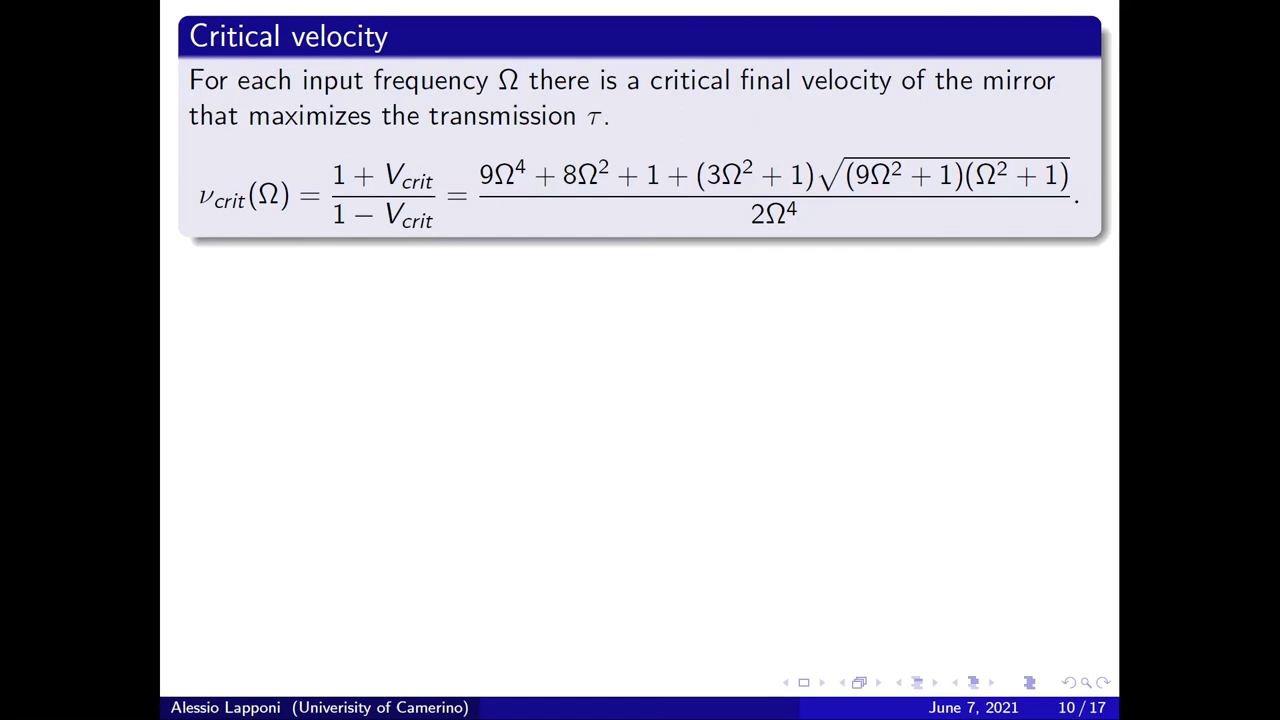 Critical velocity
For each input frequency Ω there is a critical final velocity of the mirror
that maximizes the transmission τ.
ν_crit(Ω) = (1 + V_crit)/(1 − V_crit) = (9Ω⁴ + 8Ω² + 1 + (3Ω² + 1)√((9Ω² + 1)(Ω² + 1)))/(2Ω⁴).
Alessio Lapponi (Univerisity of Camerino) June 7, 2021 10 / 17